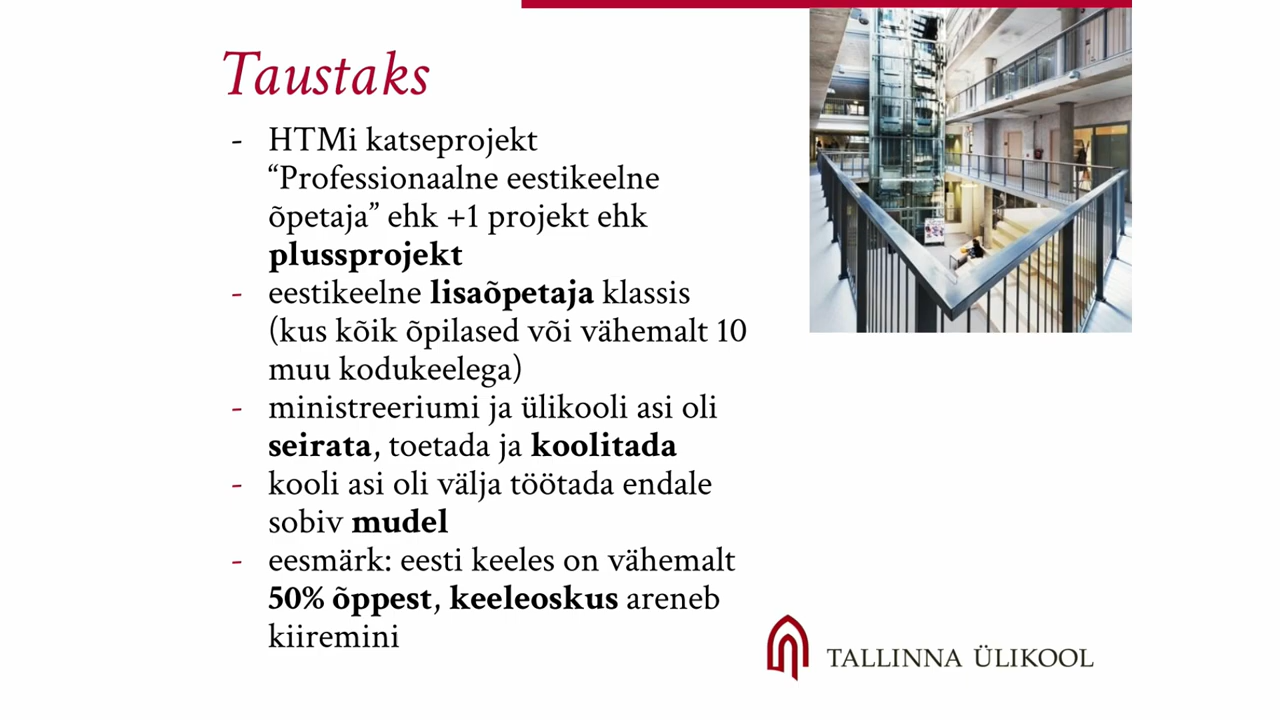 Taustaks
- HTMi katseprojekt
“Professionaalne eestikeelne
õpetaja” ehk +1 projekt ehk
plussprojekt
- eestikeelne lisaõpetaja klassis
(kus kõik õpilased või vähemalt 10
muu kodukeelega)
- ministreeriumi ja ülikooli asi oli
seirata, toetada ja koolitada
- kooli asi oli välja töötada endale
sobiv mudel
- eesmärk: eesti keeles on vähemalt
50% õppest, keeleoskus areneb
kiiremini
TALLINNA ÜLIKOOL